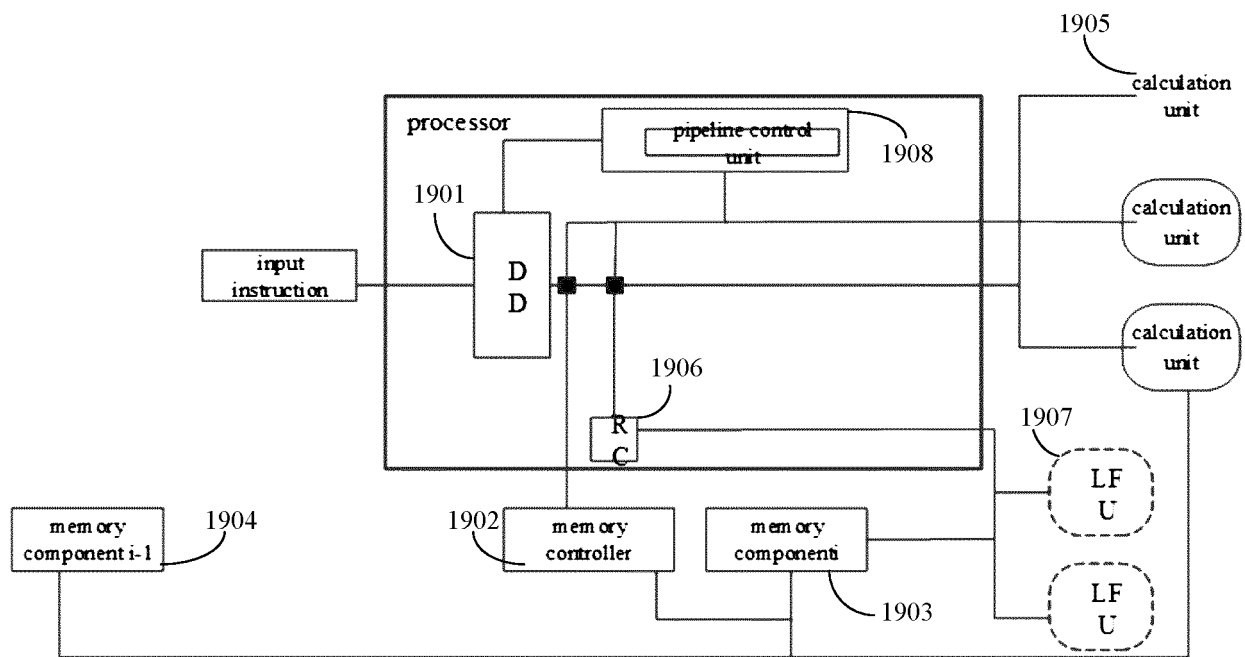 1905
calculation
unit
processor
pipeline control
unit
1908
calculation
unit
1901
D
D
input
instruction
calculation
unit
1906
R
C
1907
LF
U
memory
component i-1
1904
1902
memory
controller
memory
componenti
1903
LF
U